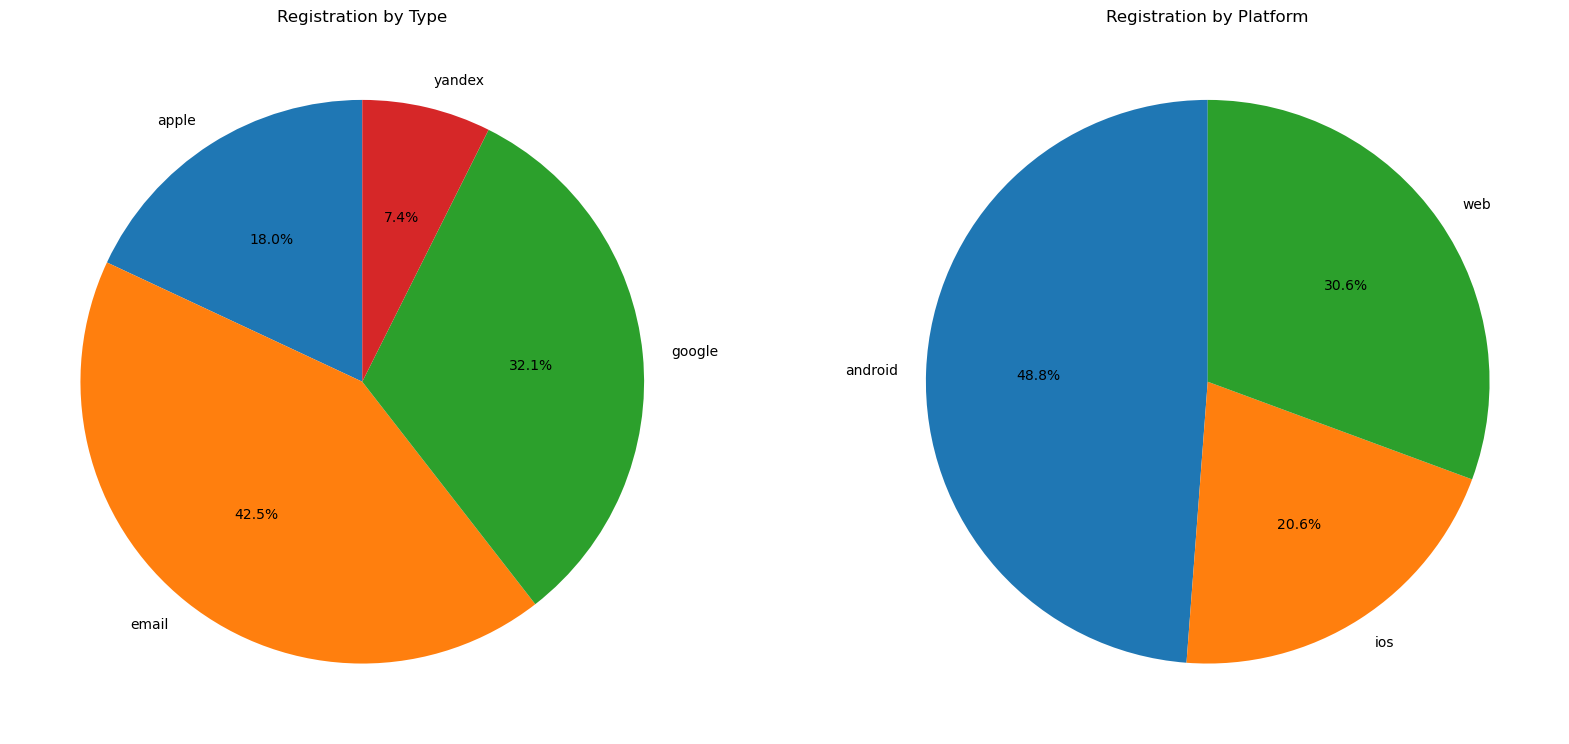 Registration by Type
yandex
apple
7.4%
18.0%
google
32.1%
42.5%
email
Registration by Platform
web
30.6%
android
48.8%
20.6%
ios